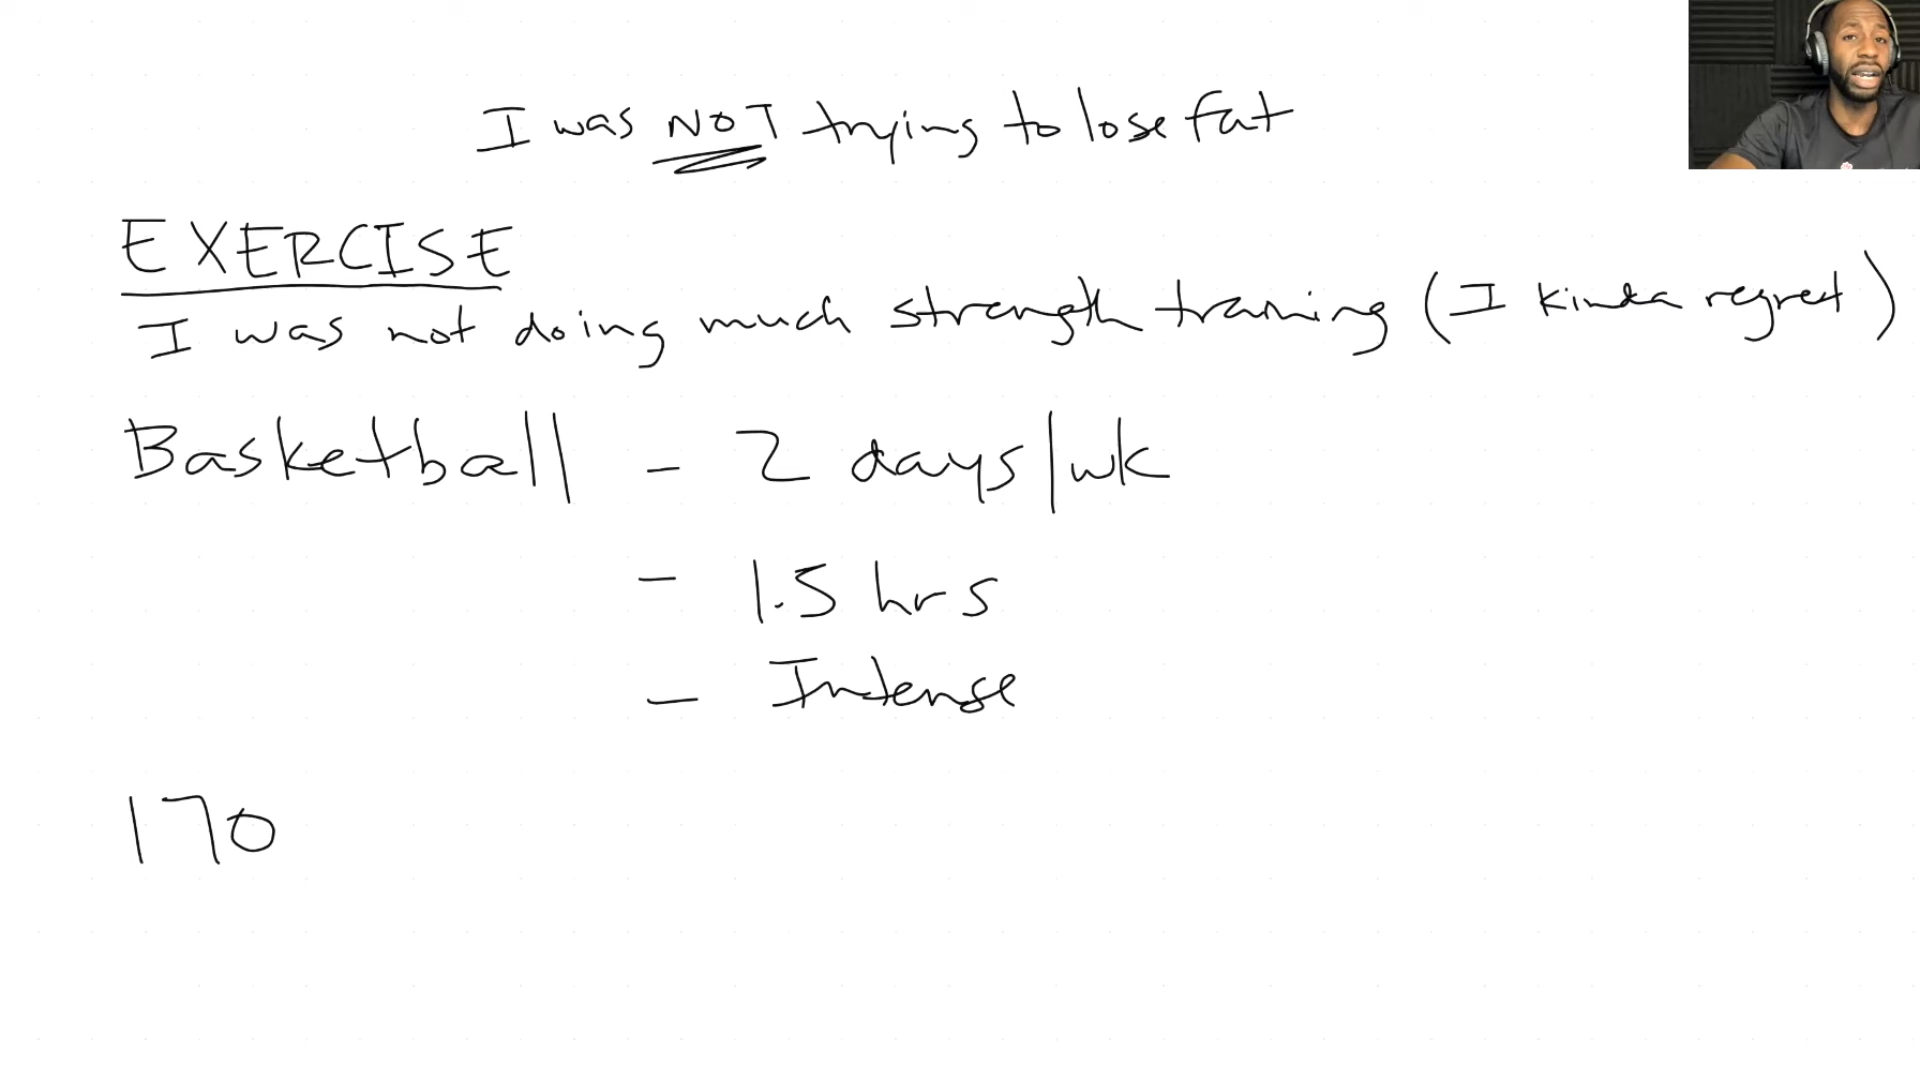 I was NOT trying to lose fat
EXERCISE
I was not doing much strength training (I kinda regret)
Basketball - 2 days/wk
- 1.5 hrs
- Intense
170